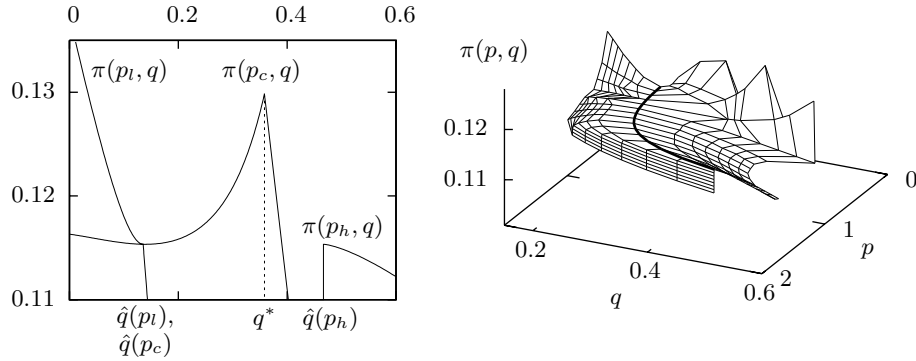 0 0.2 0.4 0.6
π(p_l, q) π(p_c, q)
0.13
0.12
π(p_h, q)
0.11
q̂(p_l), q* q̂(p_h)
q̂(p_c)
π(p, q)
0.12
0.11
0
0.2
1
p
0.4
2
q
0.6